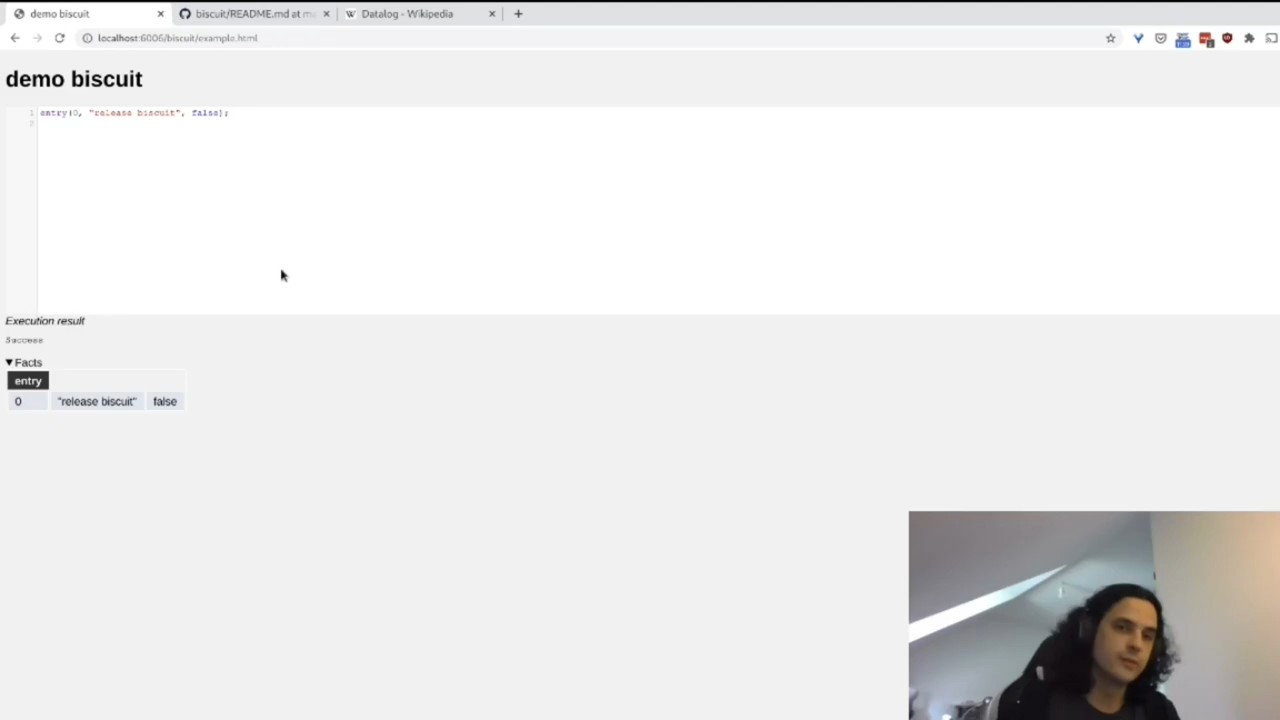 demo biscuit
biscuit/README.md at ma
W Datalog - Wikipedia
localhost:6006/biscuit/example.html
demo biscuit
1 entry(0, "release biscuit", false);
2
Execution result
Success
▼Facts
entry
0 "release biscuit" false